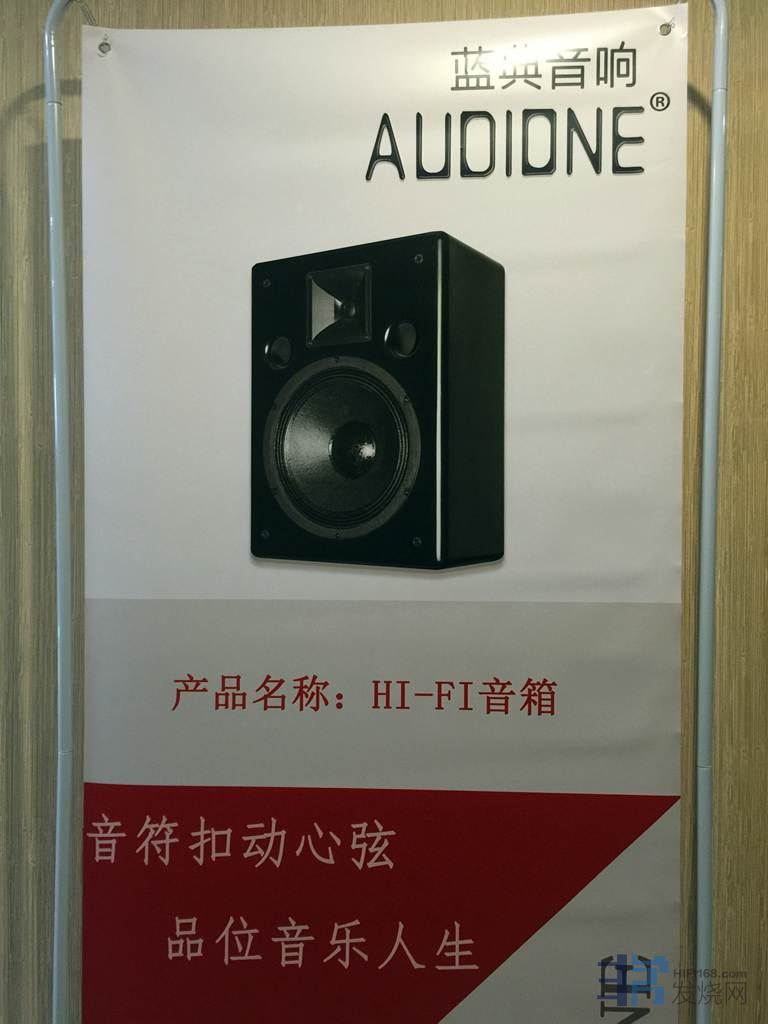 蓝典音响
AUDIONE®
产品名称：HI-FI音箱
音符扣动心弦
品位音乐人生
HIFI168.com
发烧网